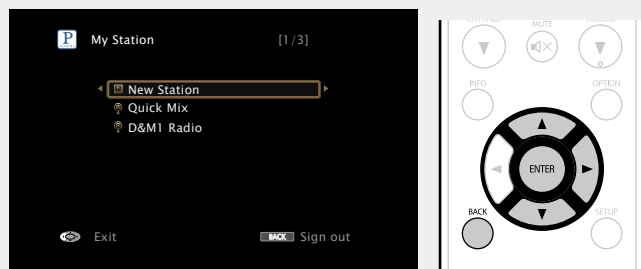 P
PANDORA
My Station
[1/3]
New Station
Quick Mix
D&M1 Radio
Exit
BACK Sign out
MUTE
INFO
OPTION
ENTER
BACK
SETUP